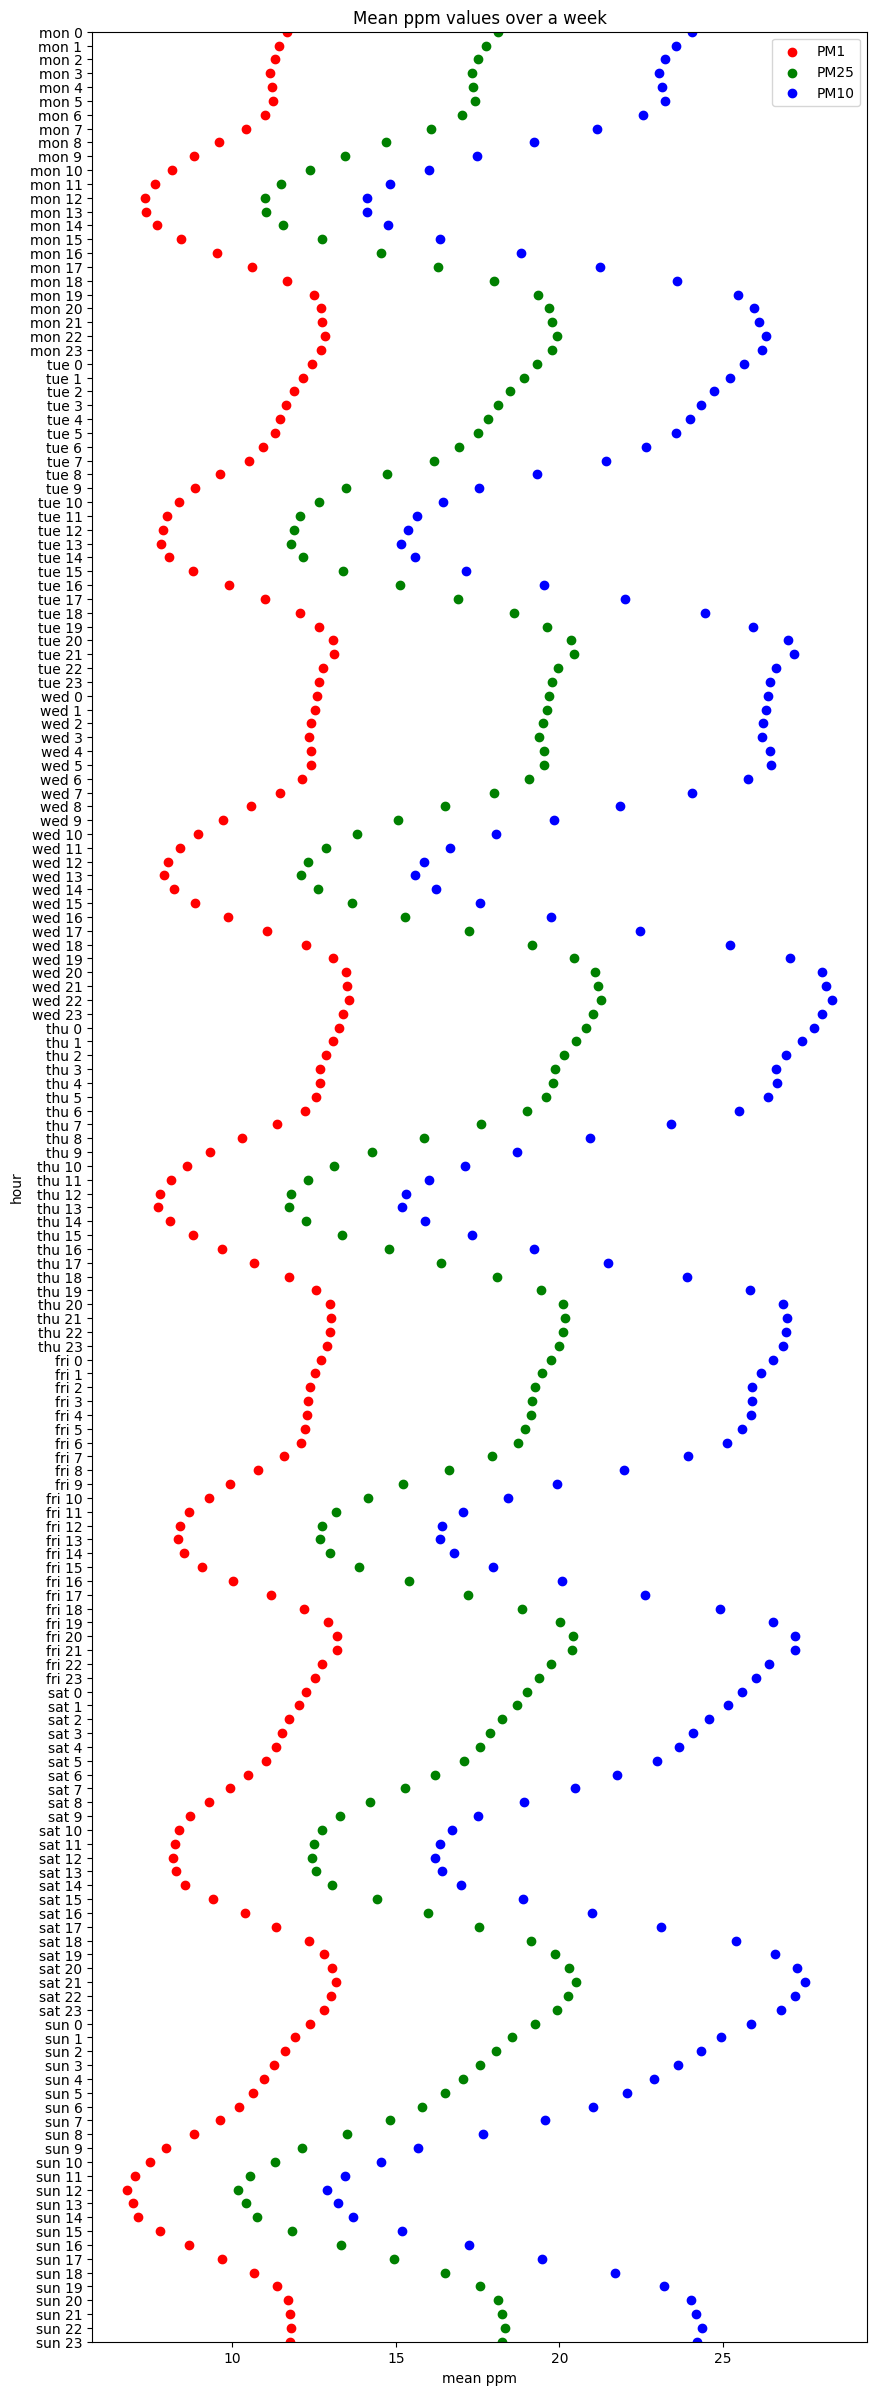 Mean ppm values over a week
PM1
PM25
PM10
mon 0
mon 1
mon 2
mon 3
mon 4
mon 5
mon 6
mon 7
mon 8
mon 9
mon 10
mon 11
mon 12
mon 13
mon 14
mon 15
mon 16
mon 17
mon 18
mon 19
mon 20
mon 21
mon 22
mon 23
tue 0
tue 1
tue 2
tue 3
tue 4
tue 5
tue 6
tue 7
tue 8
tue 9
tue 10
tue 11
tue 12
tue 13
tue 14
tue 15
tue 16
tue 17
tue 18
tue 19
tue 20
tue 21
tue 22
tue 23
wed 0
wed 1
wed 2
wed 3
wed 4
wed 5
wed 6
wed 7
wed 8
wed 9
wed 10
wed 11
wed 12
wed 13
wed 14
wed 15
wed 16
wed 17
wed 18
wed 19
wed 20
wed 21
wed 22
wed 23
thu 0
thu 1
thu 2
thu 3
thu 4
thu 5
thu 6
thu 7
thu 8
thu 9
thu 10
thu 11
thu 12
thu 13
thu 14
thu 15
thu 16
thu 17
thu 18
thu 19
thu 20
thu 21
thu 22
thu 23
fri 0
fri 1
fri 2
fri 3
fri 4
fri 5
fri 6
fri 7
fri 8
fri 9
fri 10
fri 11
fri 12
fri 13
fri 14
fri 15
fri 16
fri 17
fri 18
fri 19
fri 20
fri 21
fri 22
fri 23
sat 0
sat 1
sat 2
sat 3
sat 4
sat 5
sat 6
sat 7
sat 8
sat 9
sat 10
sat 11
sat 12
sat 13
sat 14
sat 15
sat 16
sat 17
sat 18
sat 19
sat 20
sat 21
sat 22
sat 23
sun 0
sun 1
sun 2
sun 3
sun 4
sun 5
sun 6
sun 7
sun 8
sun 9
sun 10
sun 11
sun 12
sun 13
sun 14
sun 15
sun 16
sun 17
sun 18
sun 19
sun 20
sun 21
sun 22
sun 23
hour
10 15 20 25
mean ppm